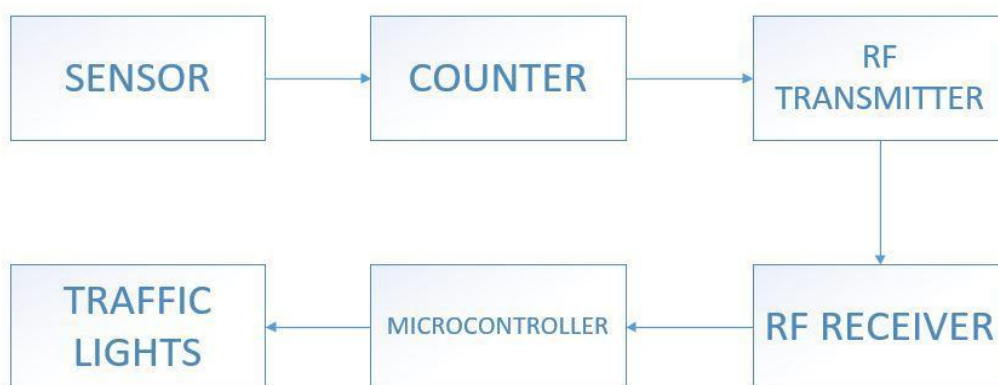 SENSOR
COUNTER
RF
TRANSMITTER
TRAFFIC
LIGHTS
MICROCONTROLLER
RF RECEIVER